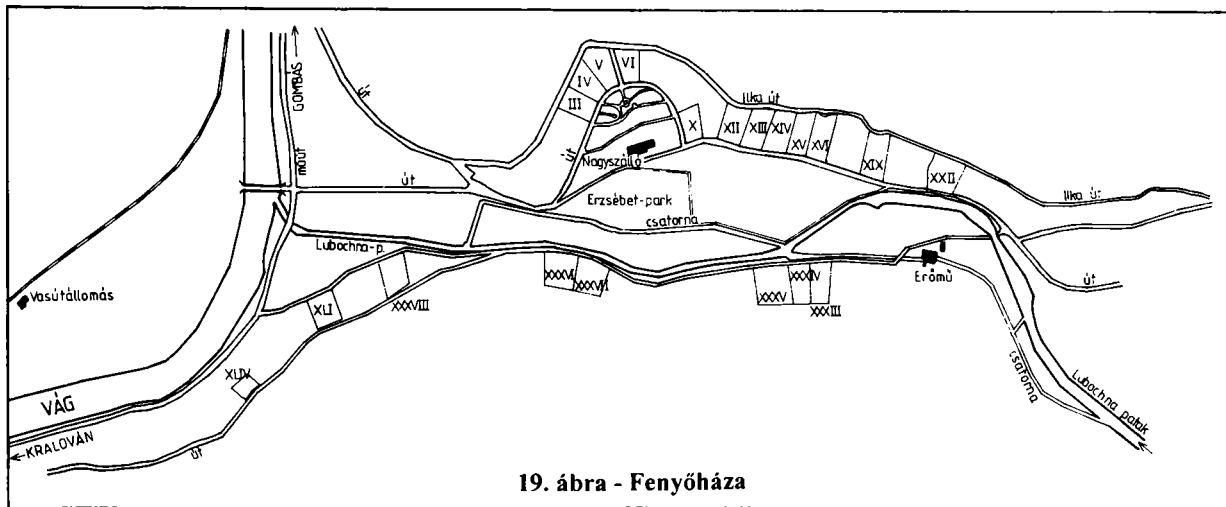 GOMBÁS
műút
út
út
III
IV
V
VI
Ilka út
út
Nagyszálló
X
XII
XIII
XIV
XV
XVI
XIX
XXII
Ilka út
Erzsébet-park
csatorna
Lubochna-p.
Vasútállomás
XLI
XXXVIII
XXXVII
XXXV
XXXIV
XXXIII
Erőmű
út
XLIV
csatorna
Lubochna patak
VÁG
KRALOVÁN
út
19. ábra - Fenyőháza